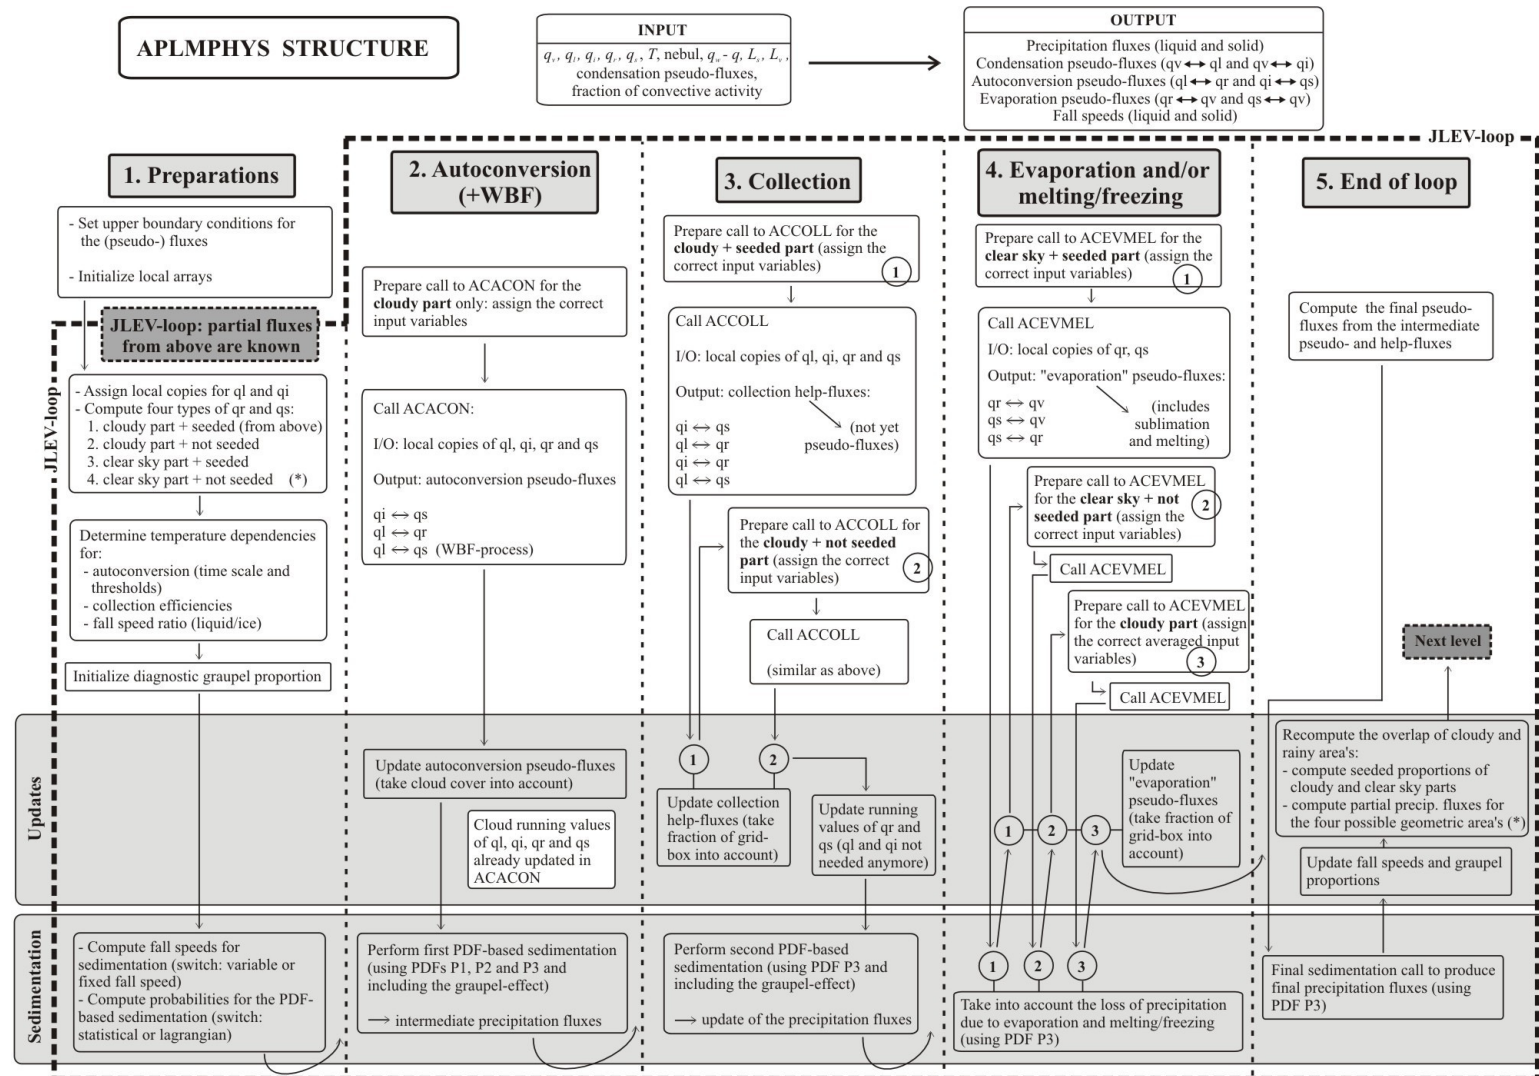 APLMPHYS STRUCTURE
INPUT
qv, ql, qi, qr, qs, T, nebul, qw - q, Ls, Lv,
condensation pseudo-fluxes,
fraction of convective activity
OUTPUT
Precipitation fluxes (liquid and solid)
Condensation pseudo-fluxes (qv ↔ ql and qv ↔ qi)
Autoconversion pseudo-fluxes (ql ↔ qr and qi ↔ qs)
Evaporation pseudo-fluxes (qr ↔ qv and qs ↔ qv)
Fall speeds (liquid and solid)
JLEV-loop
1. Preparations
- Set upper boundary conditions for
the (pseudo-) fluxes
- Initialize local arrays
JLEV-loop: partial fluxes
from above are known
JLEV-loop
- Assign local copies for ql and qi
- Compute four types of qr and qs:
1. cloudy part + seeded (from above)
2. cloudy part + not seeded
3. clear sky part + seeded
4. clear sky part + not seeded (*)
Determine temperature dependencies
for:
- autoconversion (time scale and
thresholds)
- collection efficiencies
- fall speed ratio (liquid/ice)
Initialize diagnostic graupel proportion
- Compute fall speeds for
sedimentation (switch: variable or
fixed fall speed)
- Compute probabilities for the PDF-
based sedimentation (switch:
statistical or lagrangian)
2. Autoconversion
(+WBF)
Prepare call to ACACON for the
cloudy part only: assign the correct
input variables
Call ACACON:
I/O: local copies of ql, qi, qr and qs
Output: autoconversion pseudo-fluxes
qi ↔ qs
ql ↔ qr
ql ↔ qs (WBF-process)
Update autoconversion pseudo-fluxes
(take cloud cover into account)
Cloud running values
of ql, qi, qr and qs
already updated in
ACACON
Perform first PDF-based sedimentation
(using PDFs P1, P2 and P3 and
including the graupel-effect)
→ intermediate precipitation fluxes
3. Collection
Prepare call to ACCOLL for the
cloudy + seeded part (assign the
correct input variables)
1
Call ACCOLL
I/O: local copies of ql, qi, qr and qs
Output: collection help-fluxes:
(not yet
pseudo-fluxes)
qi ↔ qs
ql ↔ qr
qi ↔ qr
ql ↔ qs
Prepare call to ACCOLL for
the cloudy + not seeded
part (assign the correct
input variables)
2
Call ACCOLL
(similar as above)
1
2
Update collection
help-fluxes (take
fraction of grid-
box into account)
Update running
values of qr and
qs (ql and qi not
needed anymore)
Perform second PDF-based
sedimentation (using PDF P3 and
including the graupel-effect)
→ update of the precipitation fluxes
4. Evaporation and/or
melting/freezing
Prepare call to ACEVMEL for the
clear sky + seeded part (assign the
correct input variables)
1
Call ACEVMEL
I/O: local copies of qr, qs
Output: "evaporation" pseudo-fluxes:
qr ↔ qv
qs ↔ qv
qs ↔ qr
(includes
sublimation
and melting)
Prepare call to ACEVMEL
for the clear sky + not
seeded part (assign the
correct input variables)
2
Call ACEVMEL
Prepare call to ACEVMEL
for the cloudy part (assign
the correct averaged input
variables)
3
Call ACEVMEL
Update
"evaporation"
pseudo-fluxes
(take fraction of
grid-box into
account)
1
2
3
1
2
3
Take into account the loss of precipitation
due to evaporation and melting/freezing
(using PDF P3)
5. End of loop
Compute the final pseudo-
fluxes from the intermediate
pseudo- and help-fluxes
Next level
Recompute the overlap of cloudy and
rainy area's:
- compute seeded proportions of
cloudy and clear sky parts
- compute partial precip. fluxes for
the four possible geometric area's (*)
Update fall speeds and graupel
proportions
Final sedimentation call to produce
final precipitation fluxes (using
PDF P3)
Updates
Sedimentation